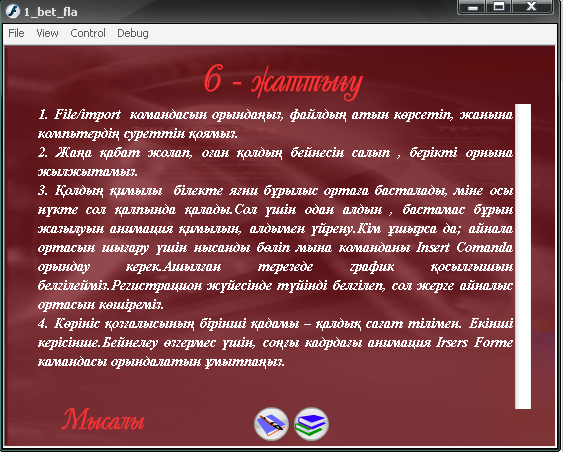 1_bet_fla
File View Control Debug
6 - жаттығу
1. File/import командасын орындаңыз, файлдың атын көрсетіп, жанына
компьтердің суреттін қоямыз.
2. Жаңа қабат жолап, оған қолдың бейнесін салып , берікті орнына
жылжытамыз.
3. Қолдың қимылы білекте яғни бұрылыс ортаға басталады, міне осы
нүкте сол қалпында қалады.Сол үшін одан алдын , бастамас бұрын
жазылуын анимация қимылын, алдымен үйрену.Кім ұшырса да; айнала
ортасын шығару үшін нысанды бөліп мына команданы Insert Comanda
орындау керек.Ашылған терезеде график қосылғышын
белгілейміз.Регистрацион жүйесінде түйінді белгілеп, сол жерге айналыс
ортасын көшіреміз.
4. Көрініс қозғалысының бірінші қадамы – қалдық сағат тілімен. Екінші
керісінше.Бейнелеу өзгермес үшін, соңғы кадрдағы анимация Irsers Forme
камандасы орындалатын ұмытпаңыз.
Мысалы